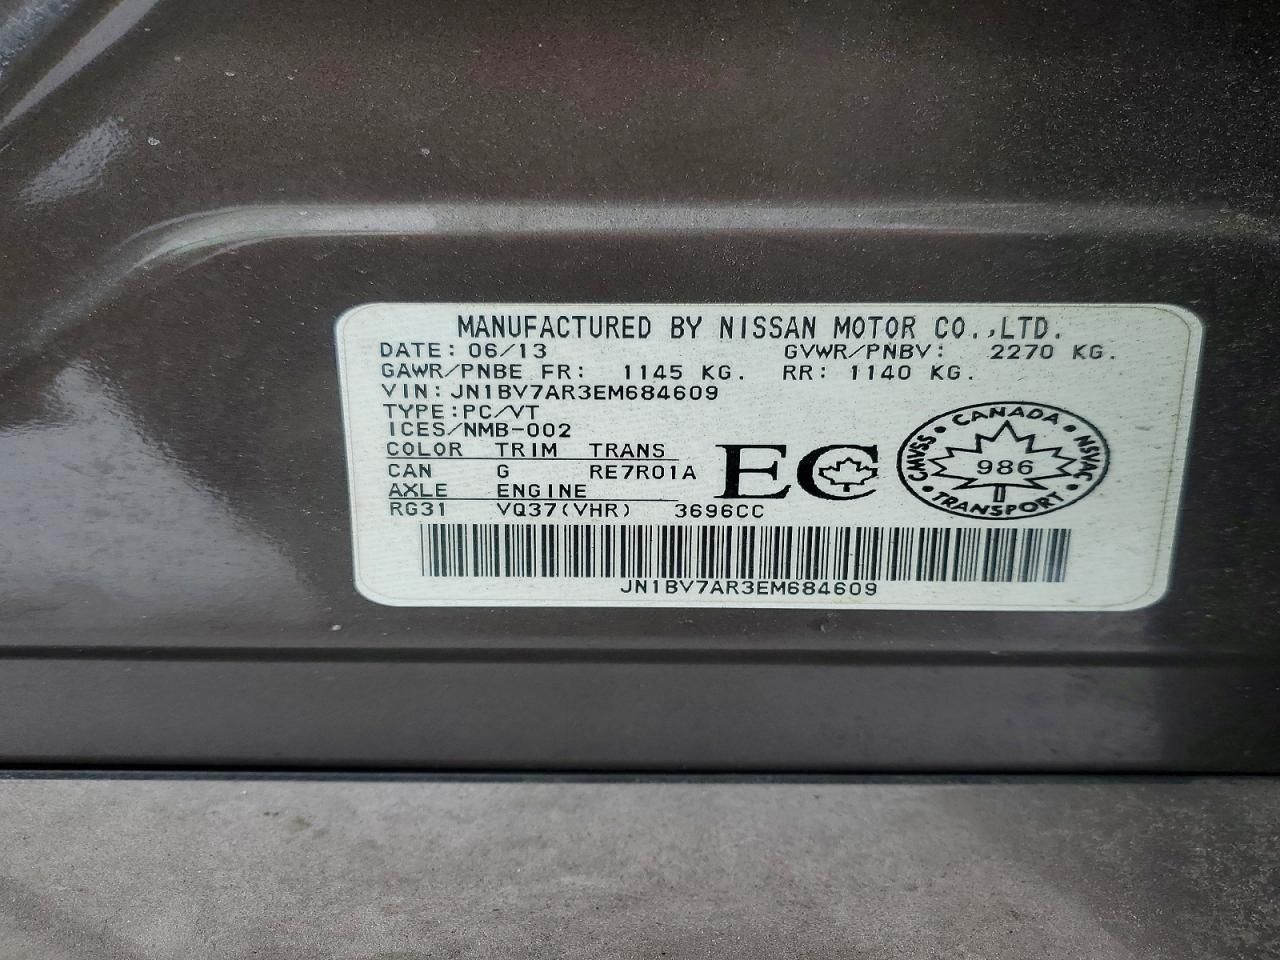 MANUFACTURED BY NISSAN MOTOR CO.,LTD.
DATE: 06/13 GVWR/PNBV: 2270 KG.
GAWR/PNBE FR: 1145 KG. RR: 1140 KG.
VIN: JN1BV7AR3EM684609
TYPE: PC/VT
ICES/NMB-002
COLOR TRIM TRANS
CAN G RE7R01A
AXLE ENGINE
RG31 VQ37(VHR) 3696CC
EC
CMVSS • CANADA • NSVAC • TRANSPORT •
986
JN1BV7AR3EM684609